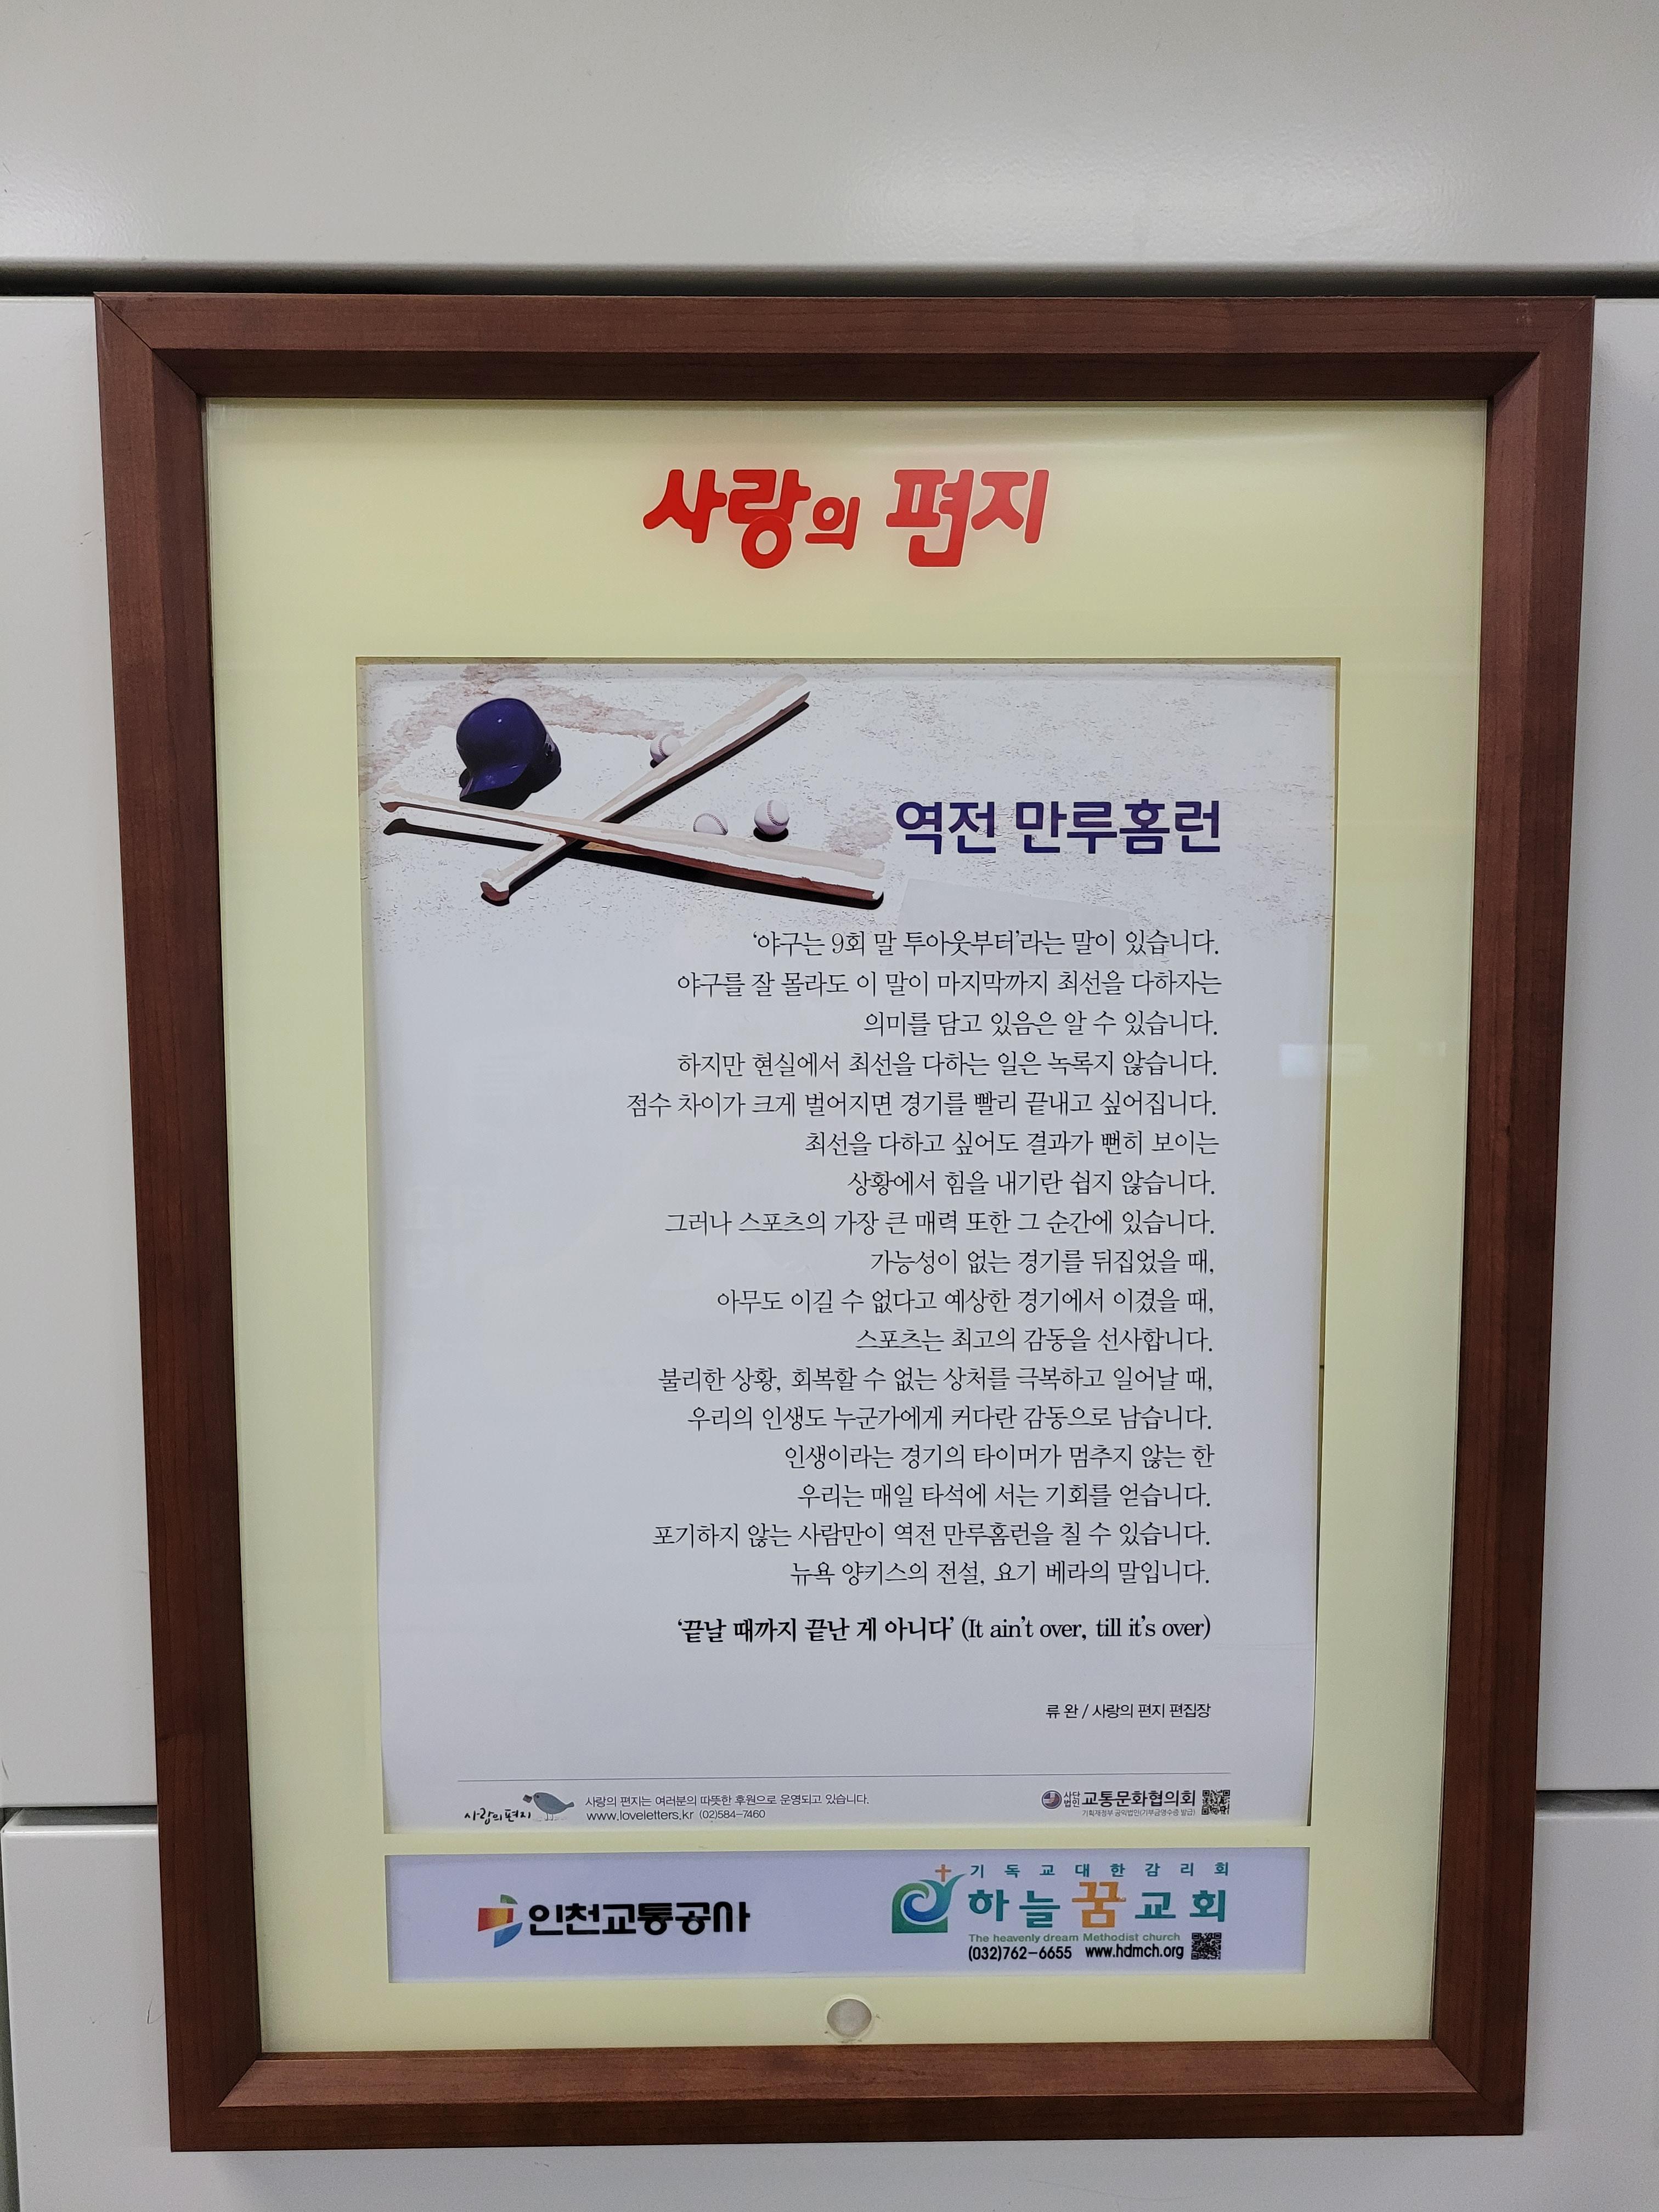 사랑의 편지
역전 만루홈런
‘야구는 9회 말 투아웃부터’라는 말이 있습니다.
야구를 잘 몰라도 이 말이 마지막까지 최선을 다하자는
의미를 담고 있음은 알 수 있습니다.
하지만 현실에서 최선을 다하는 일은 녹록지 않습니다.
점수 차이가 크게 벌어지면 경기를 빨리 끝내고 싶어집니다.
최선을 다하고 싶어도 결과가 뻔히 보이는
상황에서 힘을 내기란 쉽지 않습니다.
그러나 스포츠의 가장 큰 매력 또한 그 순간에 있습니다.
가능성이 없는 경기를 뒤집었을 때,
아무도 이길 수 없다고 예상한 경기에서 이겼을 때,
스포츠는 최고의 감동을 선사합니다.
불리한 상황, 회복할 수 없는 상처를 극복하고 일어날 때,
우리의 인생도 누군가에게 커다란 감동으로 남습니다.
인생이라는 경기의 타이머가 멈추지 않는 한
우리는 매일 타석에 서는 기회를 얻습니다.
포기하지 않는 사람만이 역전 만루홈런을 칠 수 있습니다.
뉴욕 양키스의 전설, 요기 베라의 말입니다.
‘끝날 때까지 끝난 게 아니다’ (It ain’t over, till it’s over)
류 완 / 사랑의 편지 편집장
사랑의 편지
사랑의 편지는 여러분의 따뜻한 후원으로 운영되고 있습니다.
www.loveletters.kr (02)584-7460
사단법인 교통문화협의회
기획재정부 공익법인(기부금영수증 발급)
인천교통공사
기독교대한감리회
하늘꿈교회
The heavenly dream Methodist church
(032)762-6655 www.hdmch.org